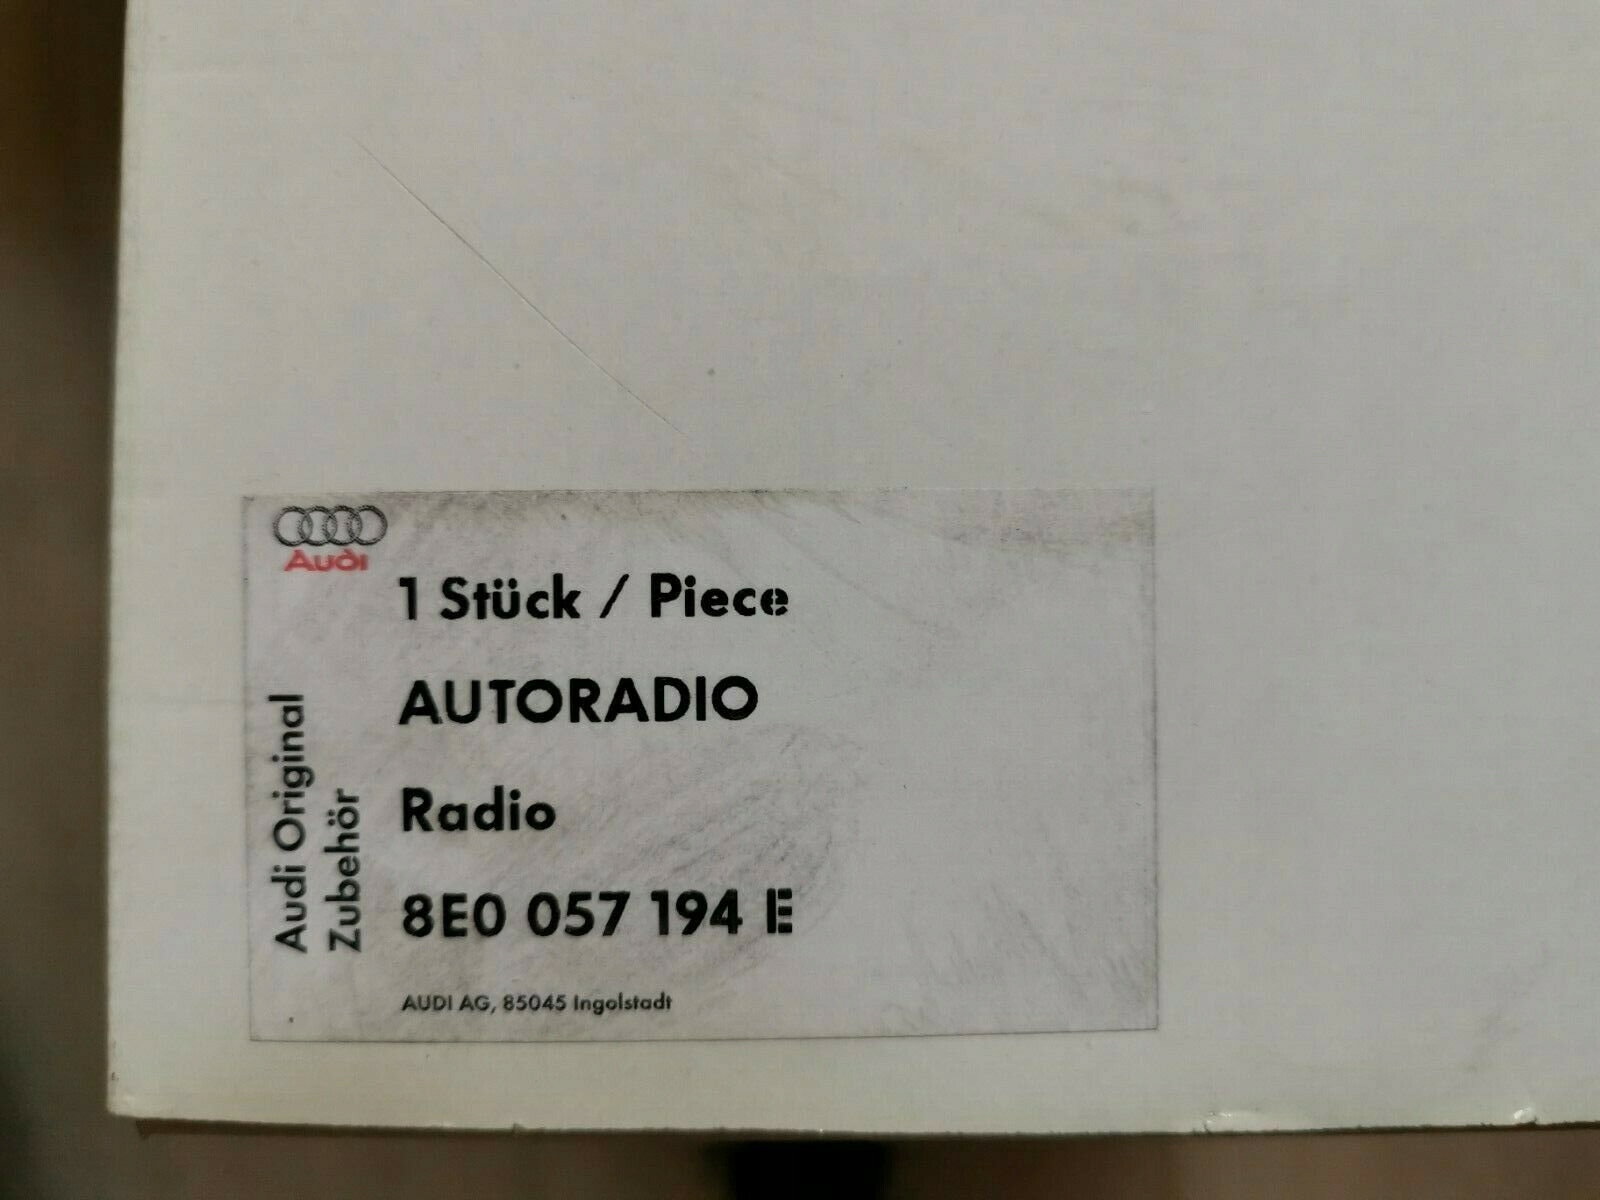 Audi
1 Stück / Piece
AUTORADIO
Radio
8E0 057 194 E
AUDI AG, 85045 Ingolstadt
Audi Original
Zubehör